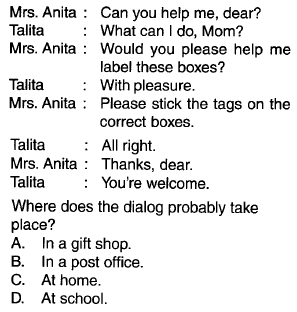 Mrs. Anita : Can you help me, dear?
Talita : What can I do, Mom?
Mrs. Anita : Would you please help me
label these boxes?
Talita : With pleasure.
Mrs. Anita : Please stick the tags on the
correct boxes.
Talita : All right.
Mrs. Anita : Thanks, dear.
Talita : You're welcome.
Where does the dialog probably take
place?
A. In a gift shop.
B. In a post office.
C. At home.
D. At school.